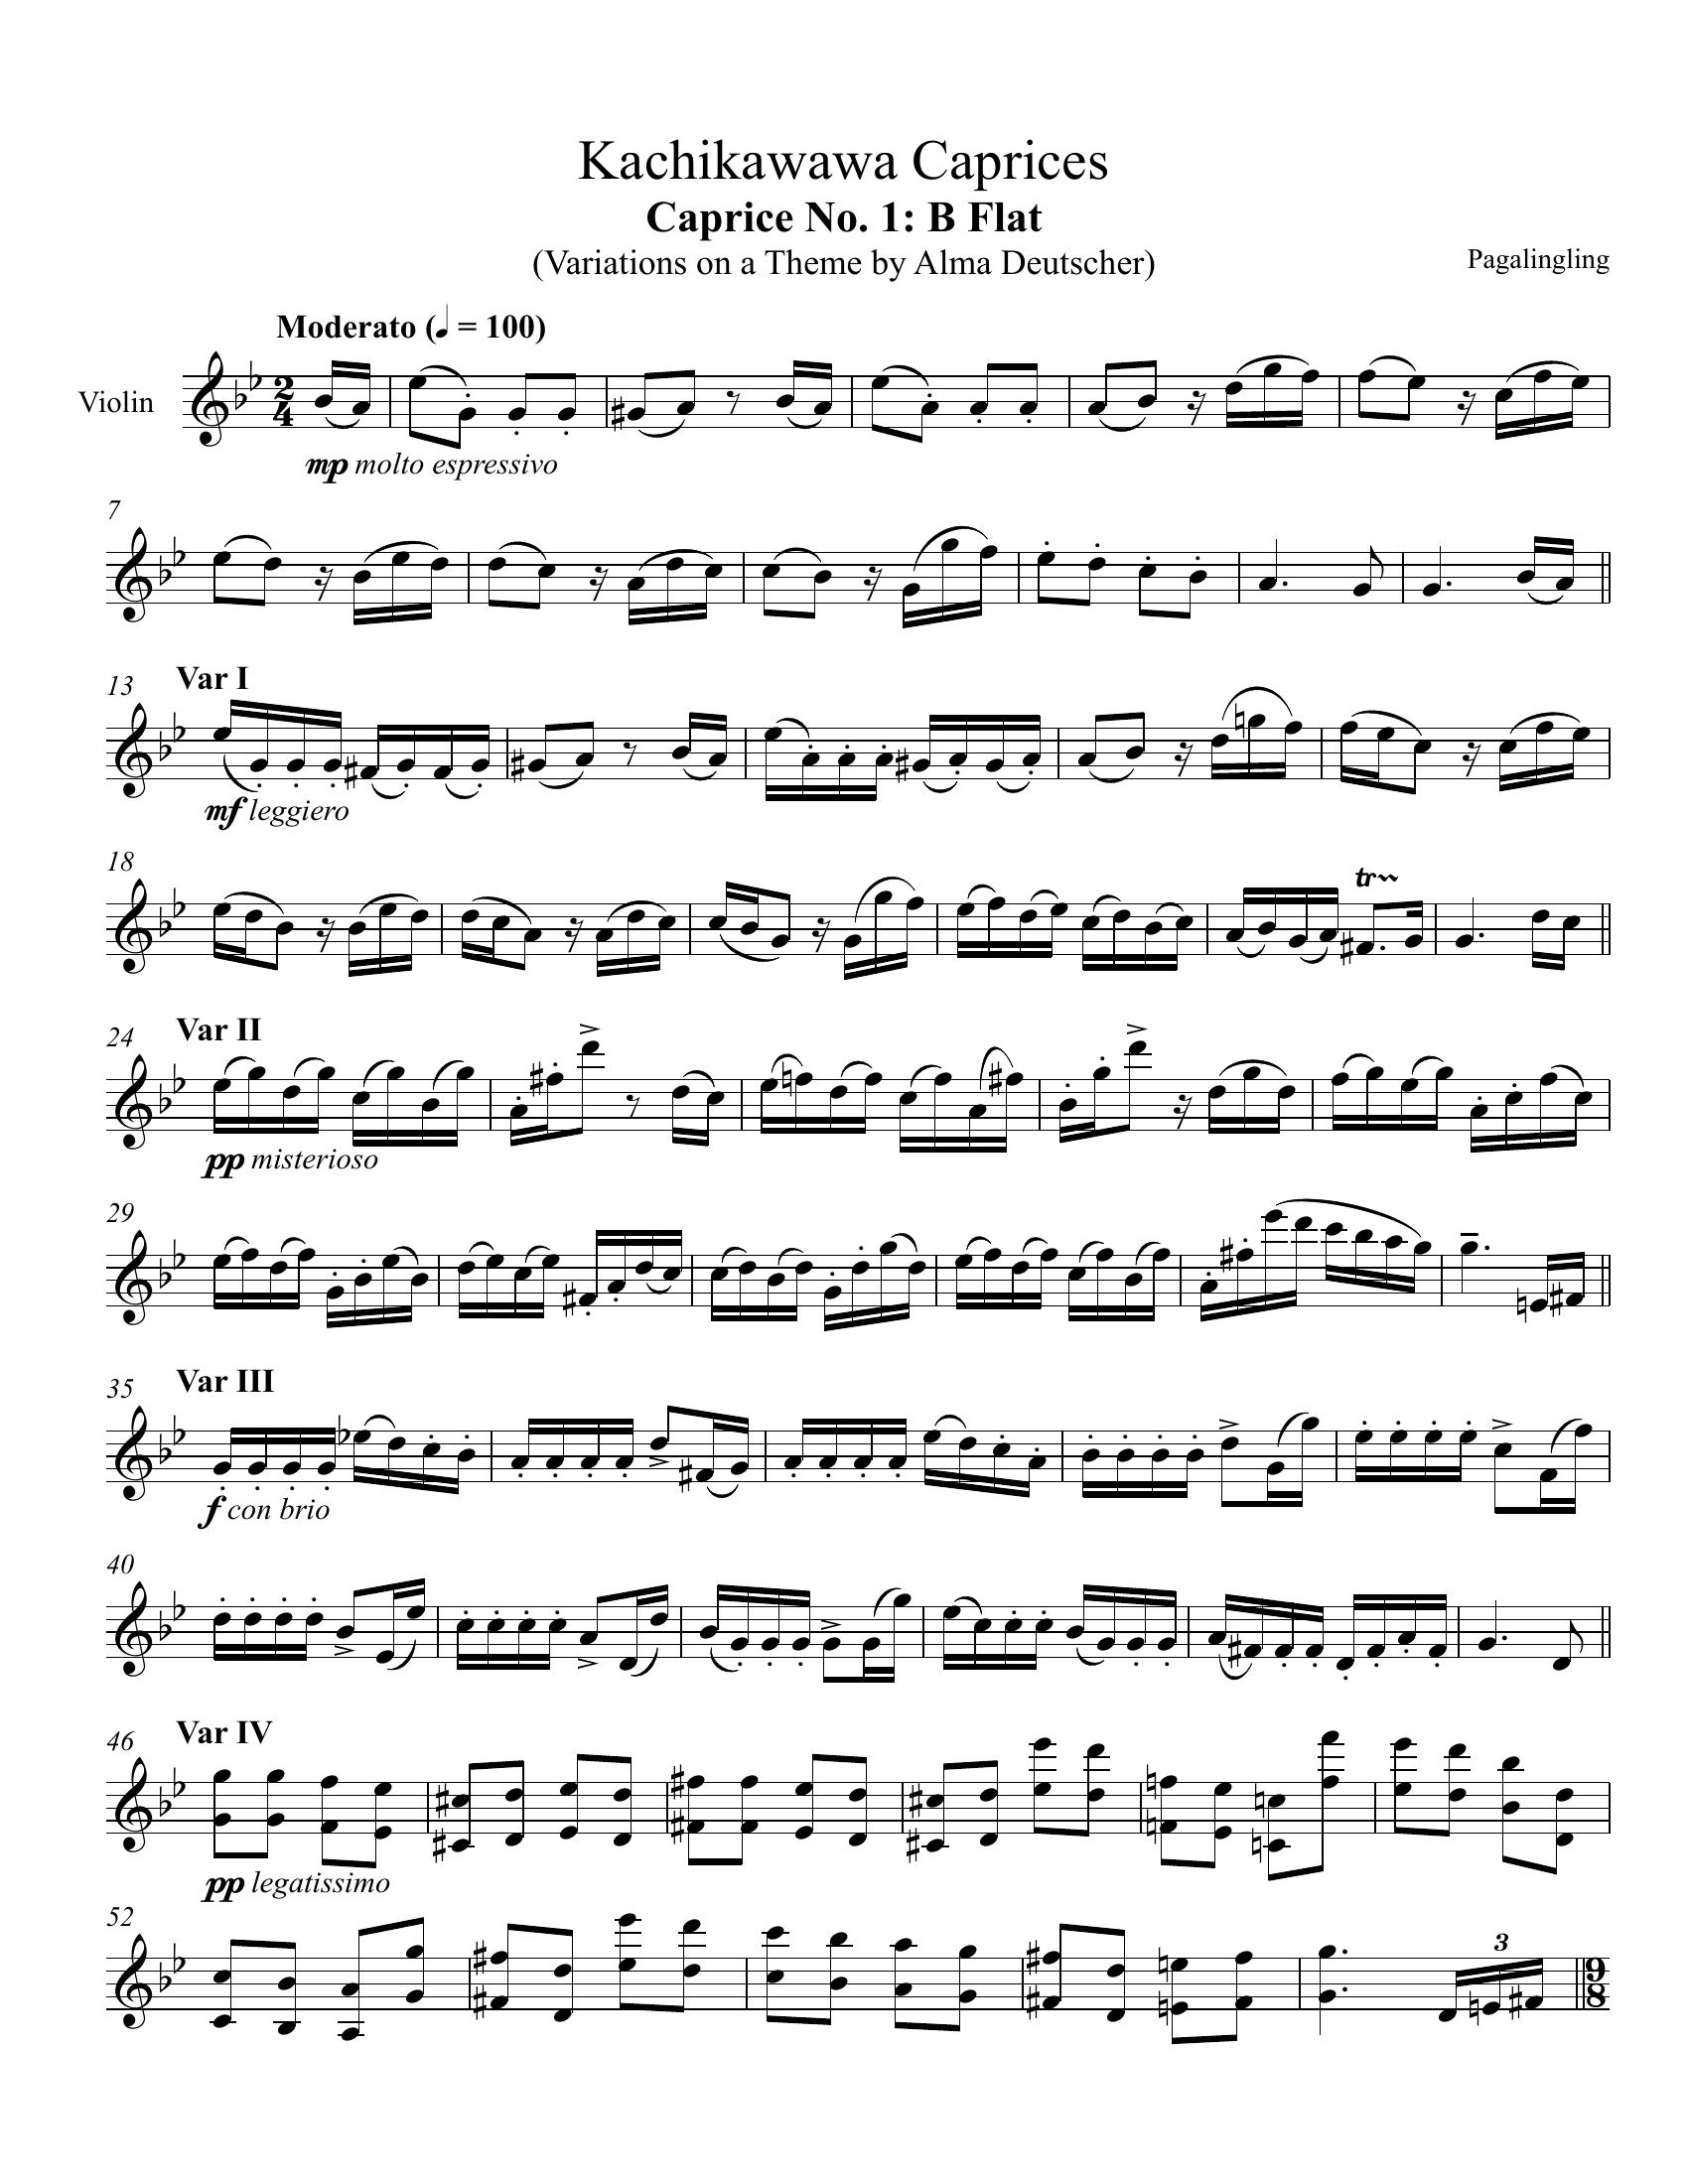 Kachikawawa Caprices
Caprice No. 1: B Flat
(Variations on a Theme by Alma Deutscher)
Pagalingling
Moderato (♩ = 100)
Violin
2
4
mp molto espressivo
7
13
Var I
mf leggiero
18
tr
24
Var II
pp misterioso
29
35
Var III
f con brio
40
46
Var IV
pp legatissimo
52
3
9
8